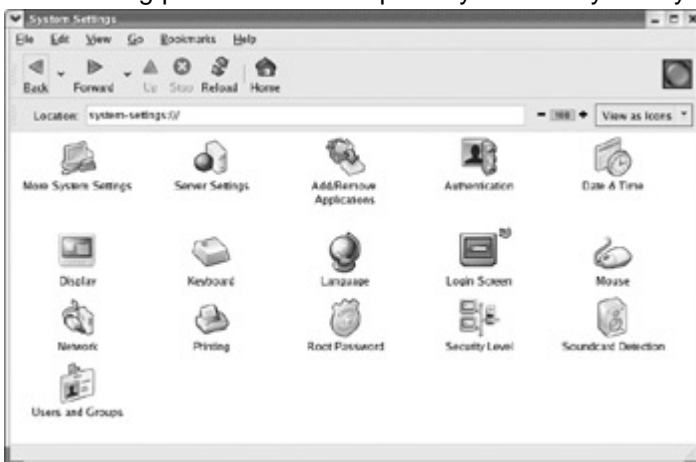 System Settings
File Edit View Go Bookmarks Help
Back Forward Up Stop Reload Home
Location: system-settings:/// - 100 + View as Icons
More System Settings Server Settings Add/Remove Applications Authentication Date & Time
Display Keyboard Language Login Screen Mouse
Network Printing Root Password Security Level Soundcard Detection
Users and Groups